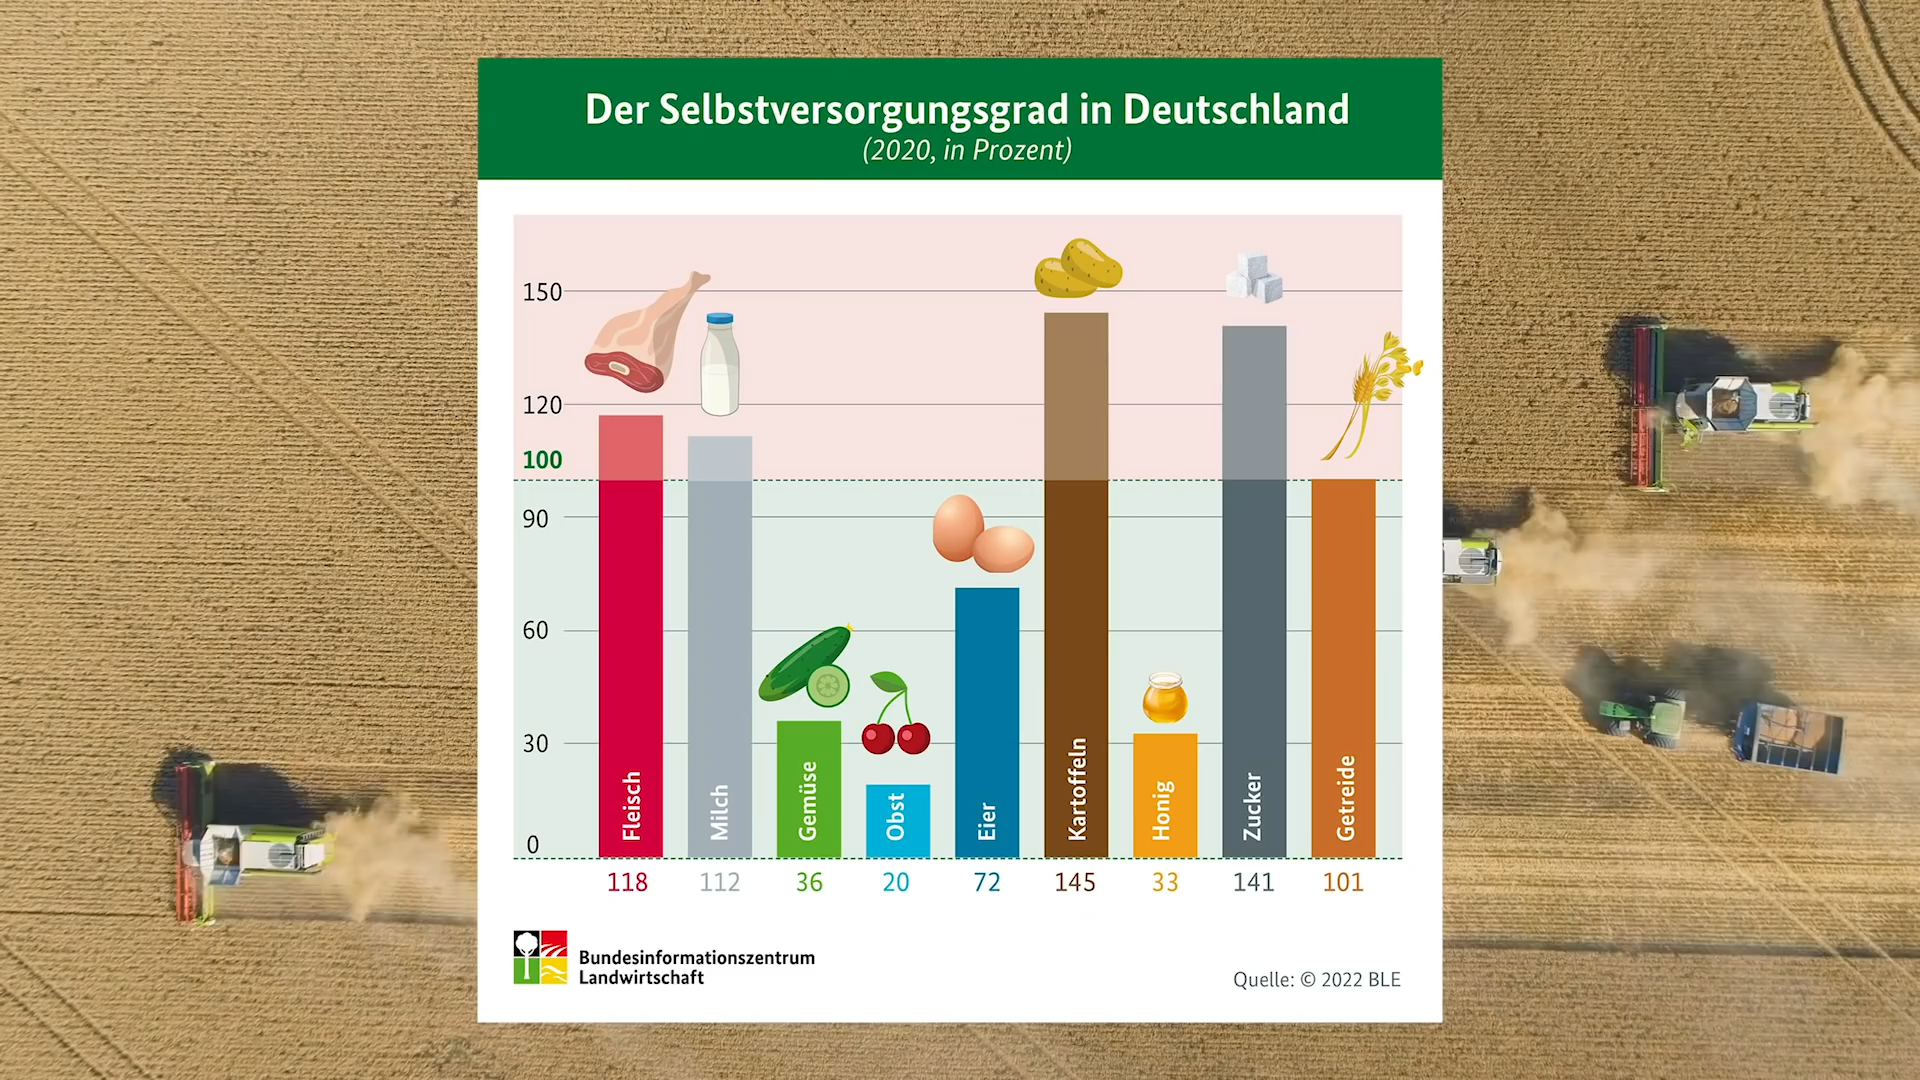 Der Selbstversorgungsgrad in Deutschland
(2020, in Prozent)
150
120
100
90
60
30
0
Fleisch
Milch
Gemüse
Obst
Eier
Kartoffeln
Honig
Zucker
Getreide
118 112 36 20 72 145 33 141 101
Bundesinformationszentrum
Landwirtschaft
Quelle: © 2022 BLE